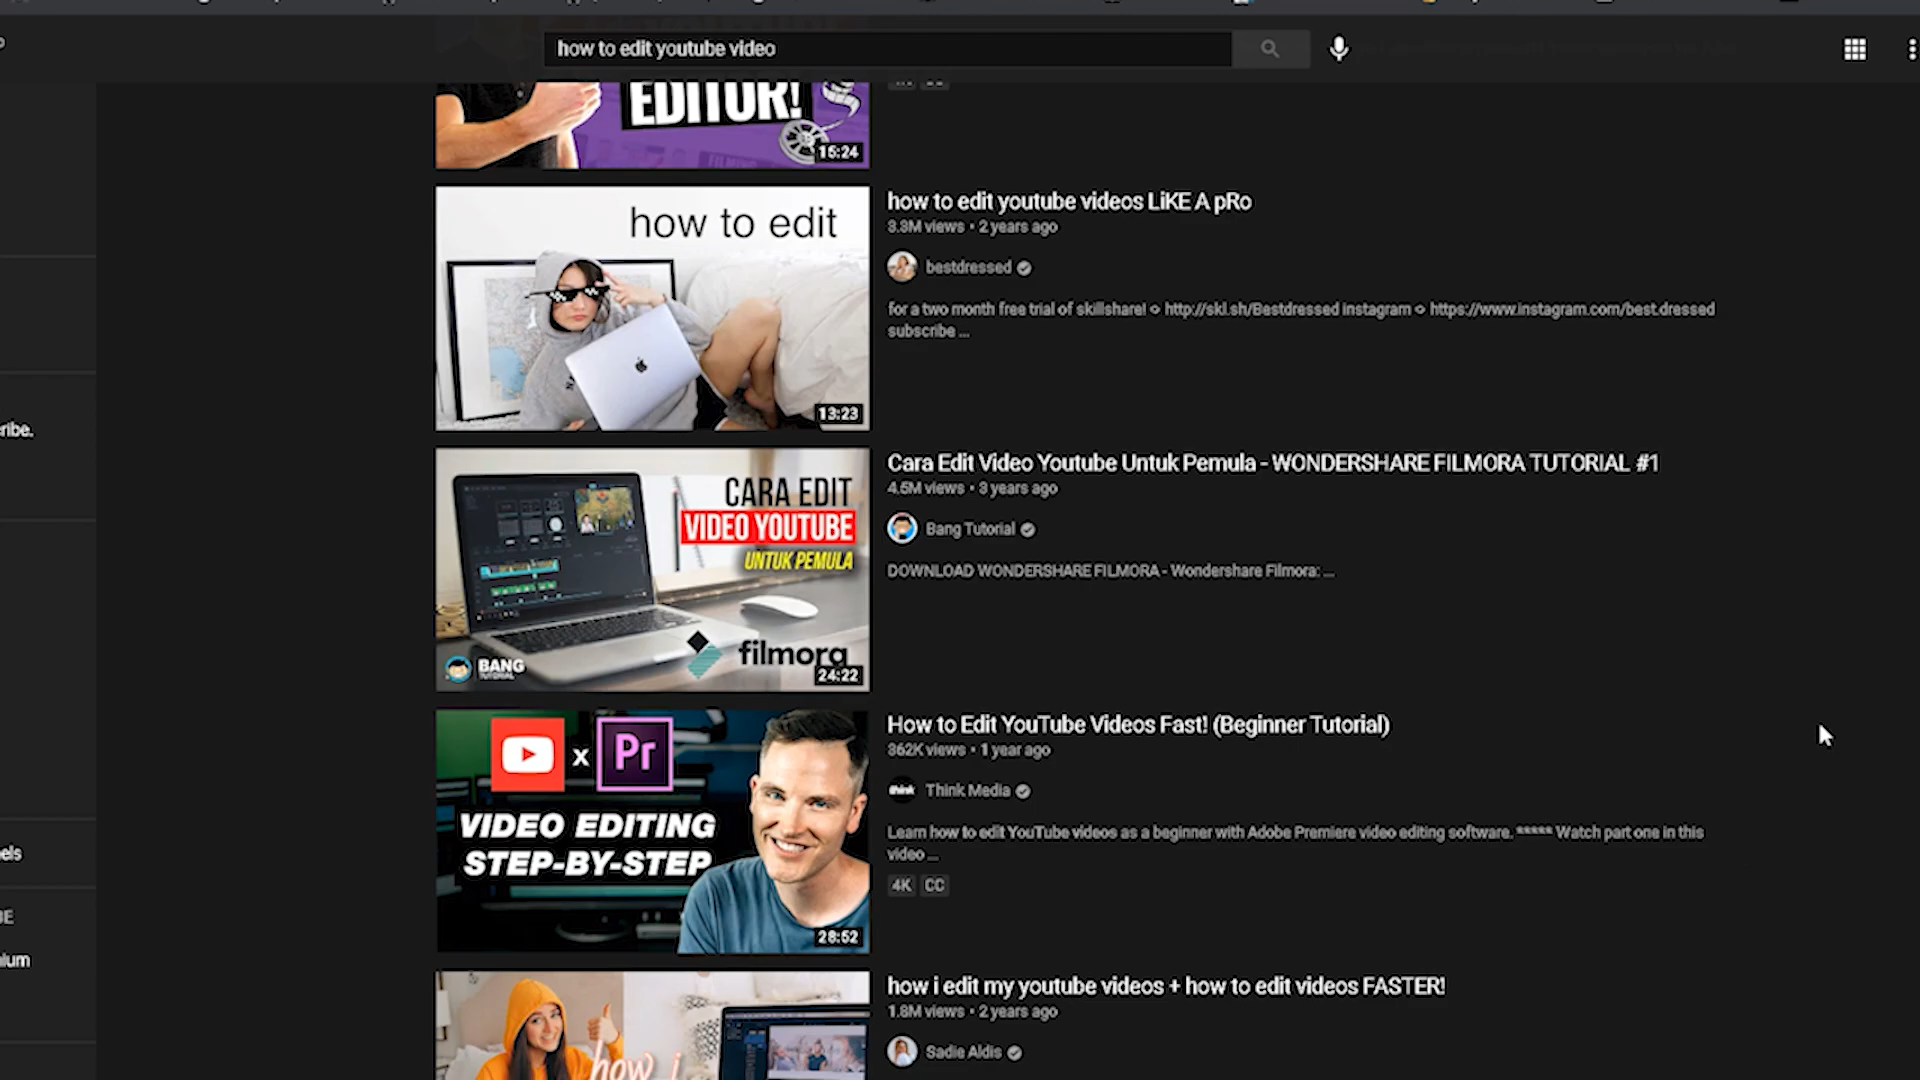 how to edit youtube video
EDITOR!
15:24
how to edit
13:23
how to edit youtube videos LiKE A pRo
3.3M views • 2 years ago
bestdressed
for a two month free trial of skillshare! ⋄ http://skl.sh/Bestdressed instagram ⋄ https://www.instagram.com/best.dressed
subscribe ...
ribe.
CARA EDIT
VIDEO YOUTUBE
UNTUK PEMULA
filmora
BANG
TUTORIAL
24:22
Cara Edit Video Youtube Untuk Pemula - WONDERSHARE FILMORA TUTORIAL #1
4.5M views • 3 years ago
Bang Tutorial
DOWNLOAD WONDERSHARE FILMORA - Wondershare Filmora: ...
x Pr
VIDEO EDITING
STEP-BY-STEP
28:52
How to Edit YouTube Videos Fast! (Beginner Tutorial)
362K views • 1 year ago
think Think Media
Learn how to edit YouTube videos as a beginner with Adobe Premiere video editing software. ***** Watch part one in this
video ...
4K CC
els
BE
nium
how i
how i edit my youtube videos + how to edit videos FASTER!
1.8M views • 2 years ago
Sadie Aldis